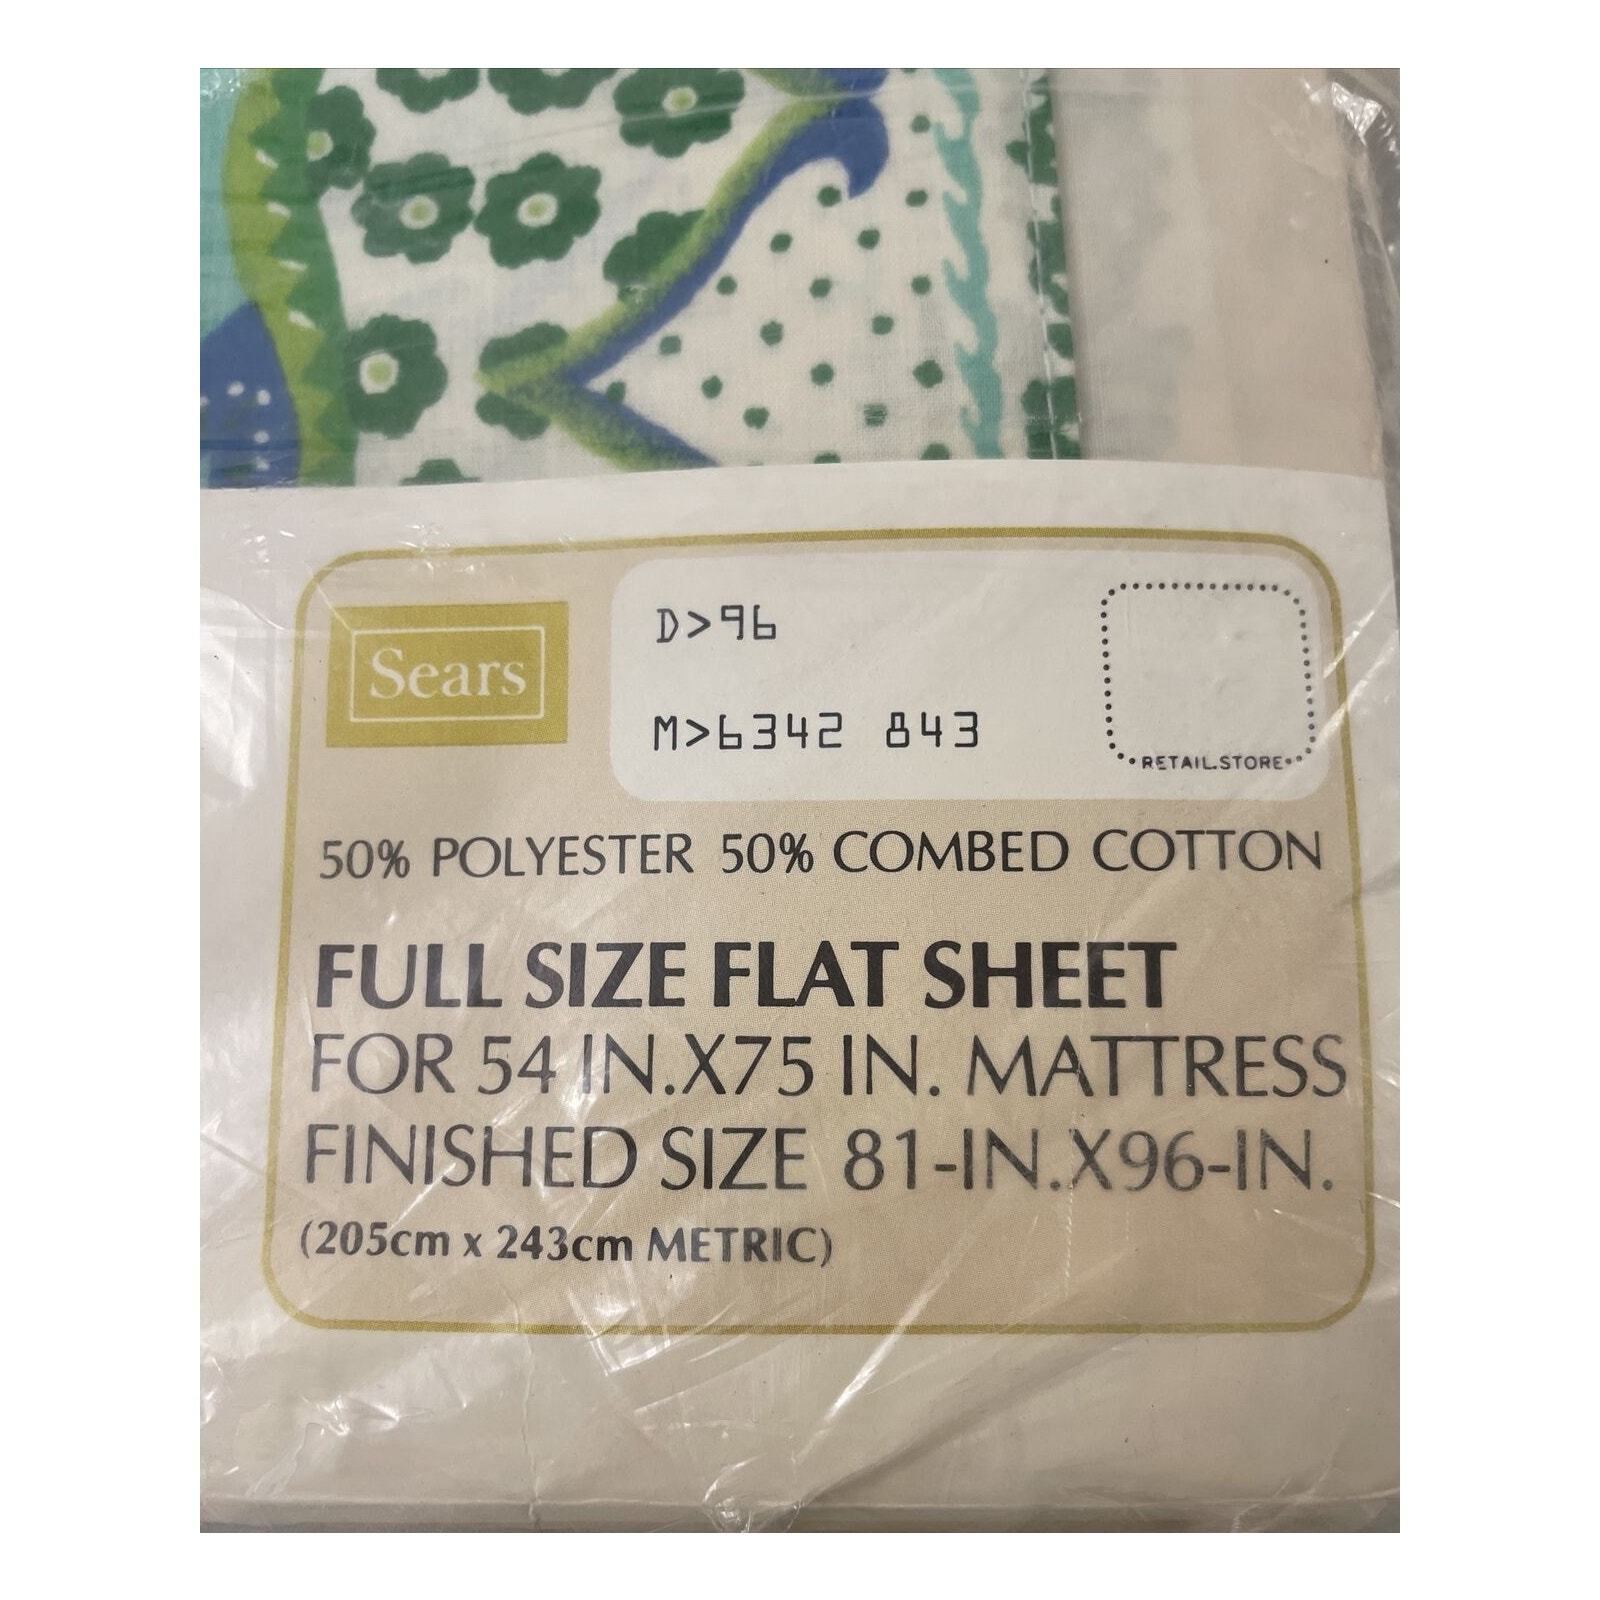 Sears
D>96
M>6342 843
RETAIL.STORE
50% POLYESTER 50% COMBED COTTON
FULL SIZE FLAT SHEET
FOR 54 IN.X75 IN. MATTRESS
FINISHED SIZE 81-IN.X96-IN.
(205cm x 243cm METRIC)